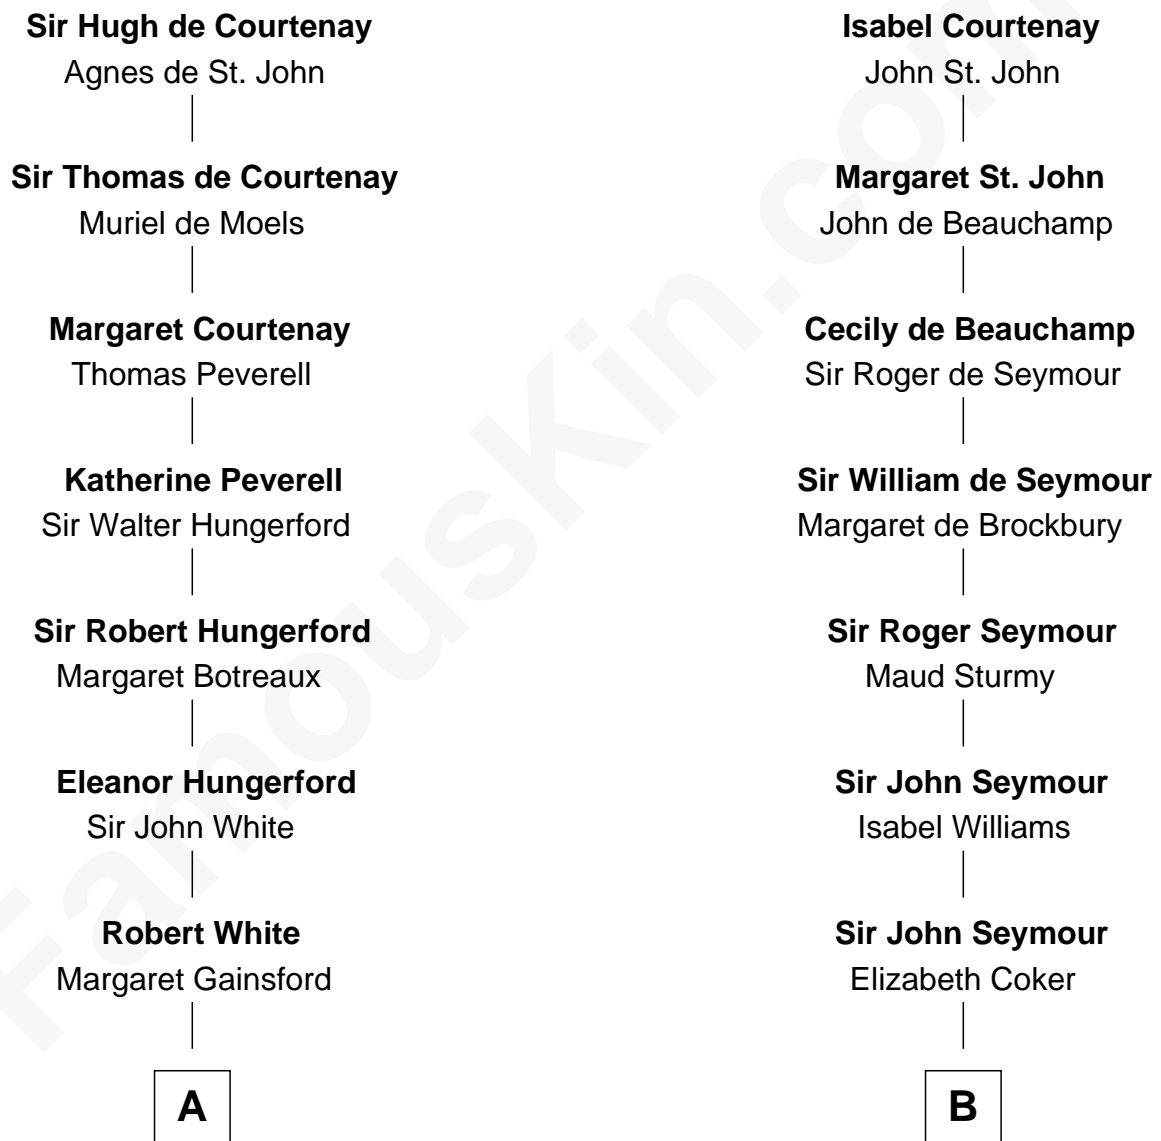 Sir Hugh de Courtenay
Agnes de St. John
Sir Thomas de Courtenay
Muriel de Moels
Margaret Courtenay
Thomas Peverell
Katherine Peverell
Sir Walter Hungerford
Sir Robert Hungerford
Margaret Botreaux
Eleanor Hungerford
Sir John White
Robert White
Margaret Gainsford
A
Isabel Courtenay
John St. John
Margaret St. John
John de Beauchamp
Cecily de Beauchamp
Sir Roger de Seymour
Sir William de Seymour
Margaret de Brockbury
Sir Roger Seymour
Maud Sturmy
Sir John Seymour
Isabel Williams
Sir John Seymour
Elizabeth Coker
B
FamousKin.com